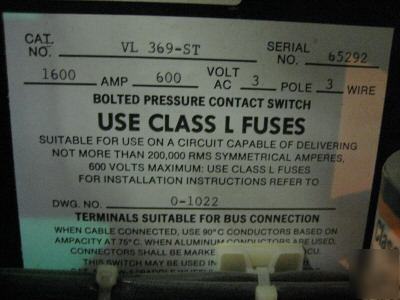 CAT. NO. VL 369-ST SERIAL NO. 65292
1600 AMP 600 VOLT AC 3 POLE 3 WIRE
BOLTED PRESSURE CONTACT SWITCH
USE CLASS L FUSES
SUITABLE FOR USE ON A CIRCUIT CAPABLE OF DELIVERING
NOT MORE THAN 200,000 RMS SYMMETRICAL AMPERES,
600 VOLTS MAXIMUM: USE CLASS L FUSES
FOR INSTALLATION INSTRUCTIONS REFER TO
DWG. NO. 0-1022
TERMINALS SUITABLE FOR BUS CONNECTION
WHEN CABLE CONNECTED, USE 90°C CONDUCTORS BASED ON
AMPACITY AT 75°C. WHEN ALUMINUM CONDUCTORS ARE USED,
CONNECTORS SHALL BE MARKE
THIS SWITCH MAY BE USED IN